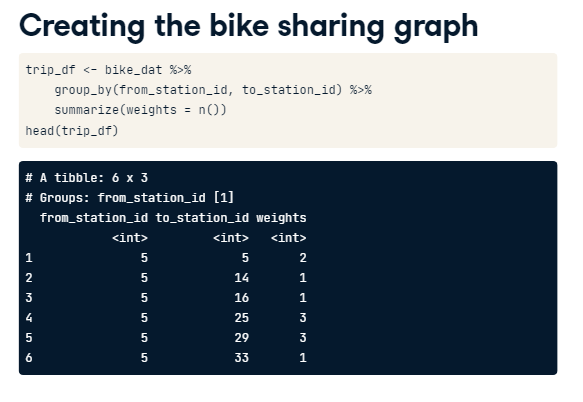 Creating the bike sharing graph
trip_df <- bike_dat %>%
    group_by(from_station_id, to_station_id) %>%
    summarize(weights = n())
head(trip_df)
# A tibble: 6 x 3
# Groups: from_station_id [1]
  from_station_id to_station_id weights
            <int>         <int>   <int>
1               5             5       2
2               5            14       1
3               5            16       1
4               5            25       3
5               5            29       3
6               5            33       1